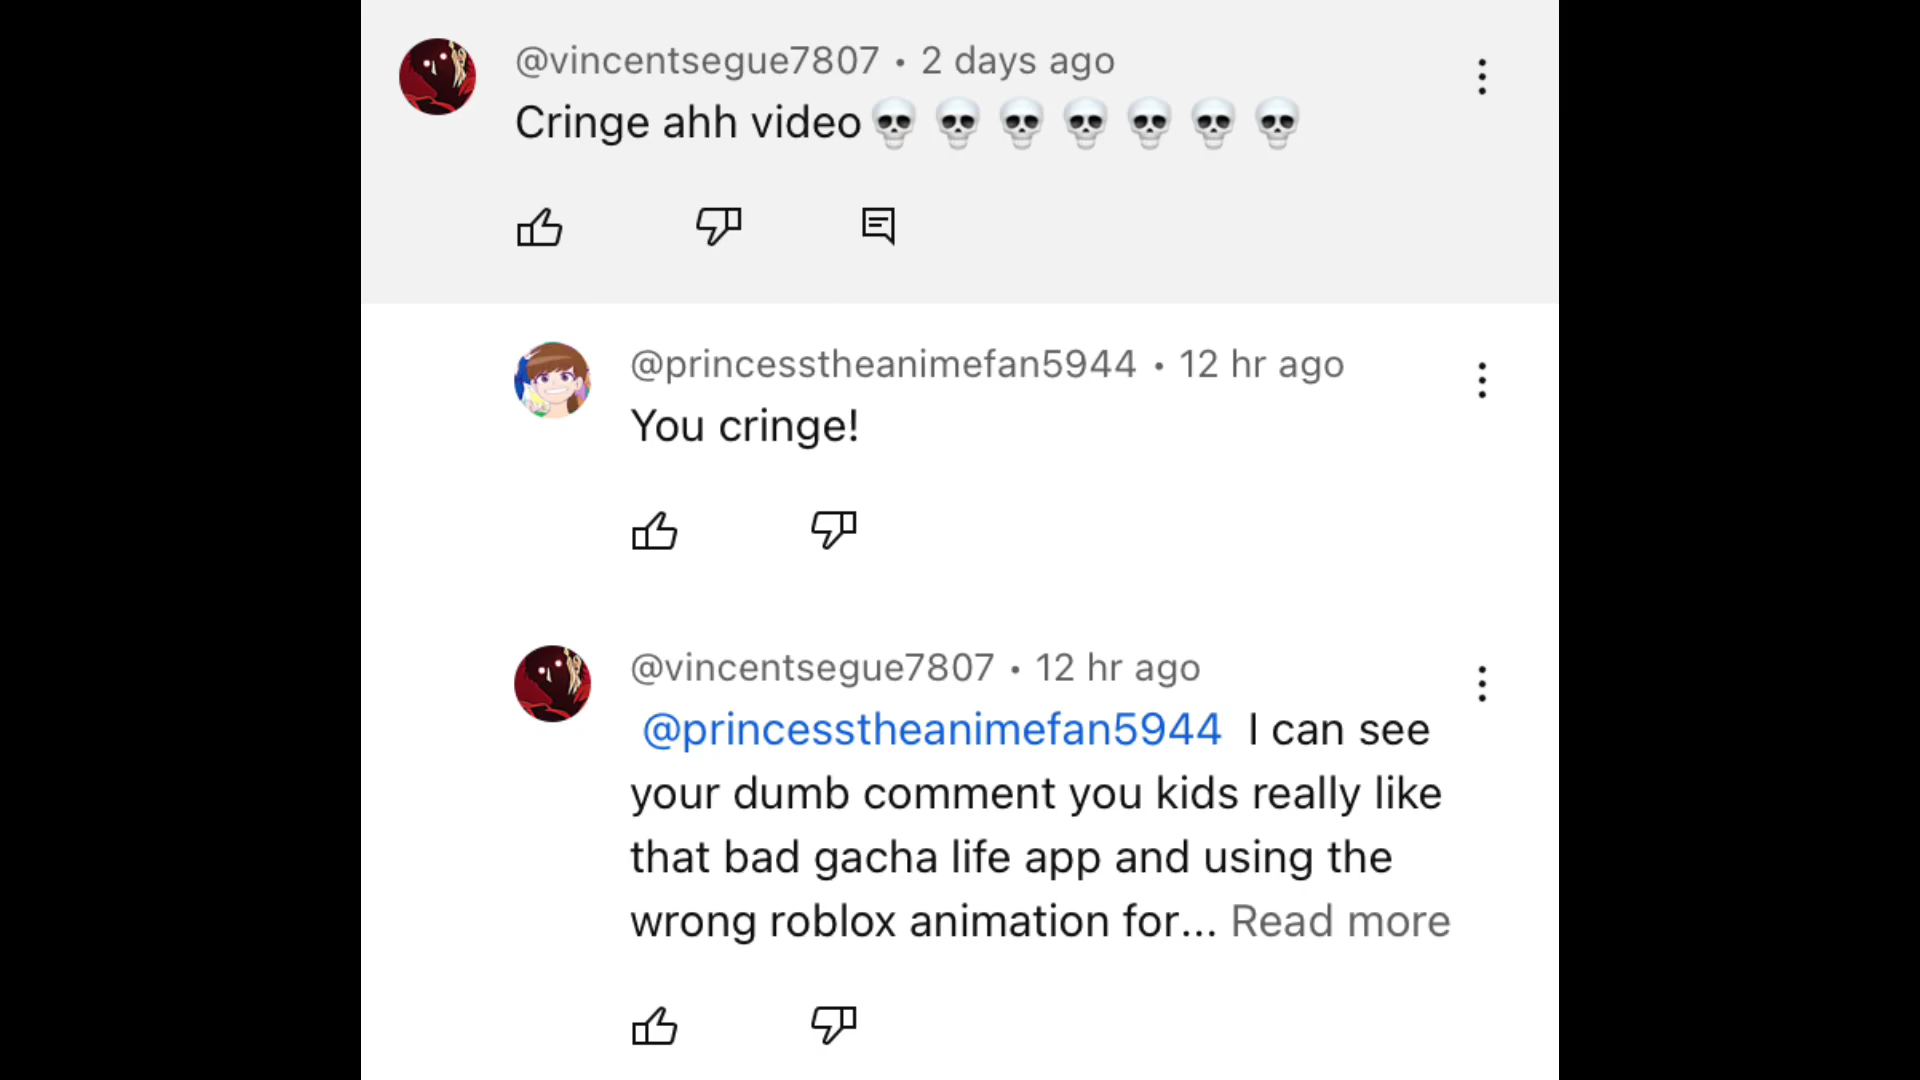 @vincentsegue7807 • 2 days ago
Cringe ahh video💀💀💀💀💀💀💀
@princesstheanimefan5944 • 12 hr ago
You cringe!
@vincentsegue7807 • 12 hr ago
@princesstheanimefan5944 I can see
your dumb comment you kids really like
that bad gacha life app and using the
wrong roblox animation for... Read more